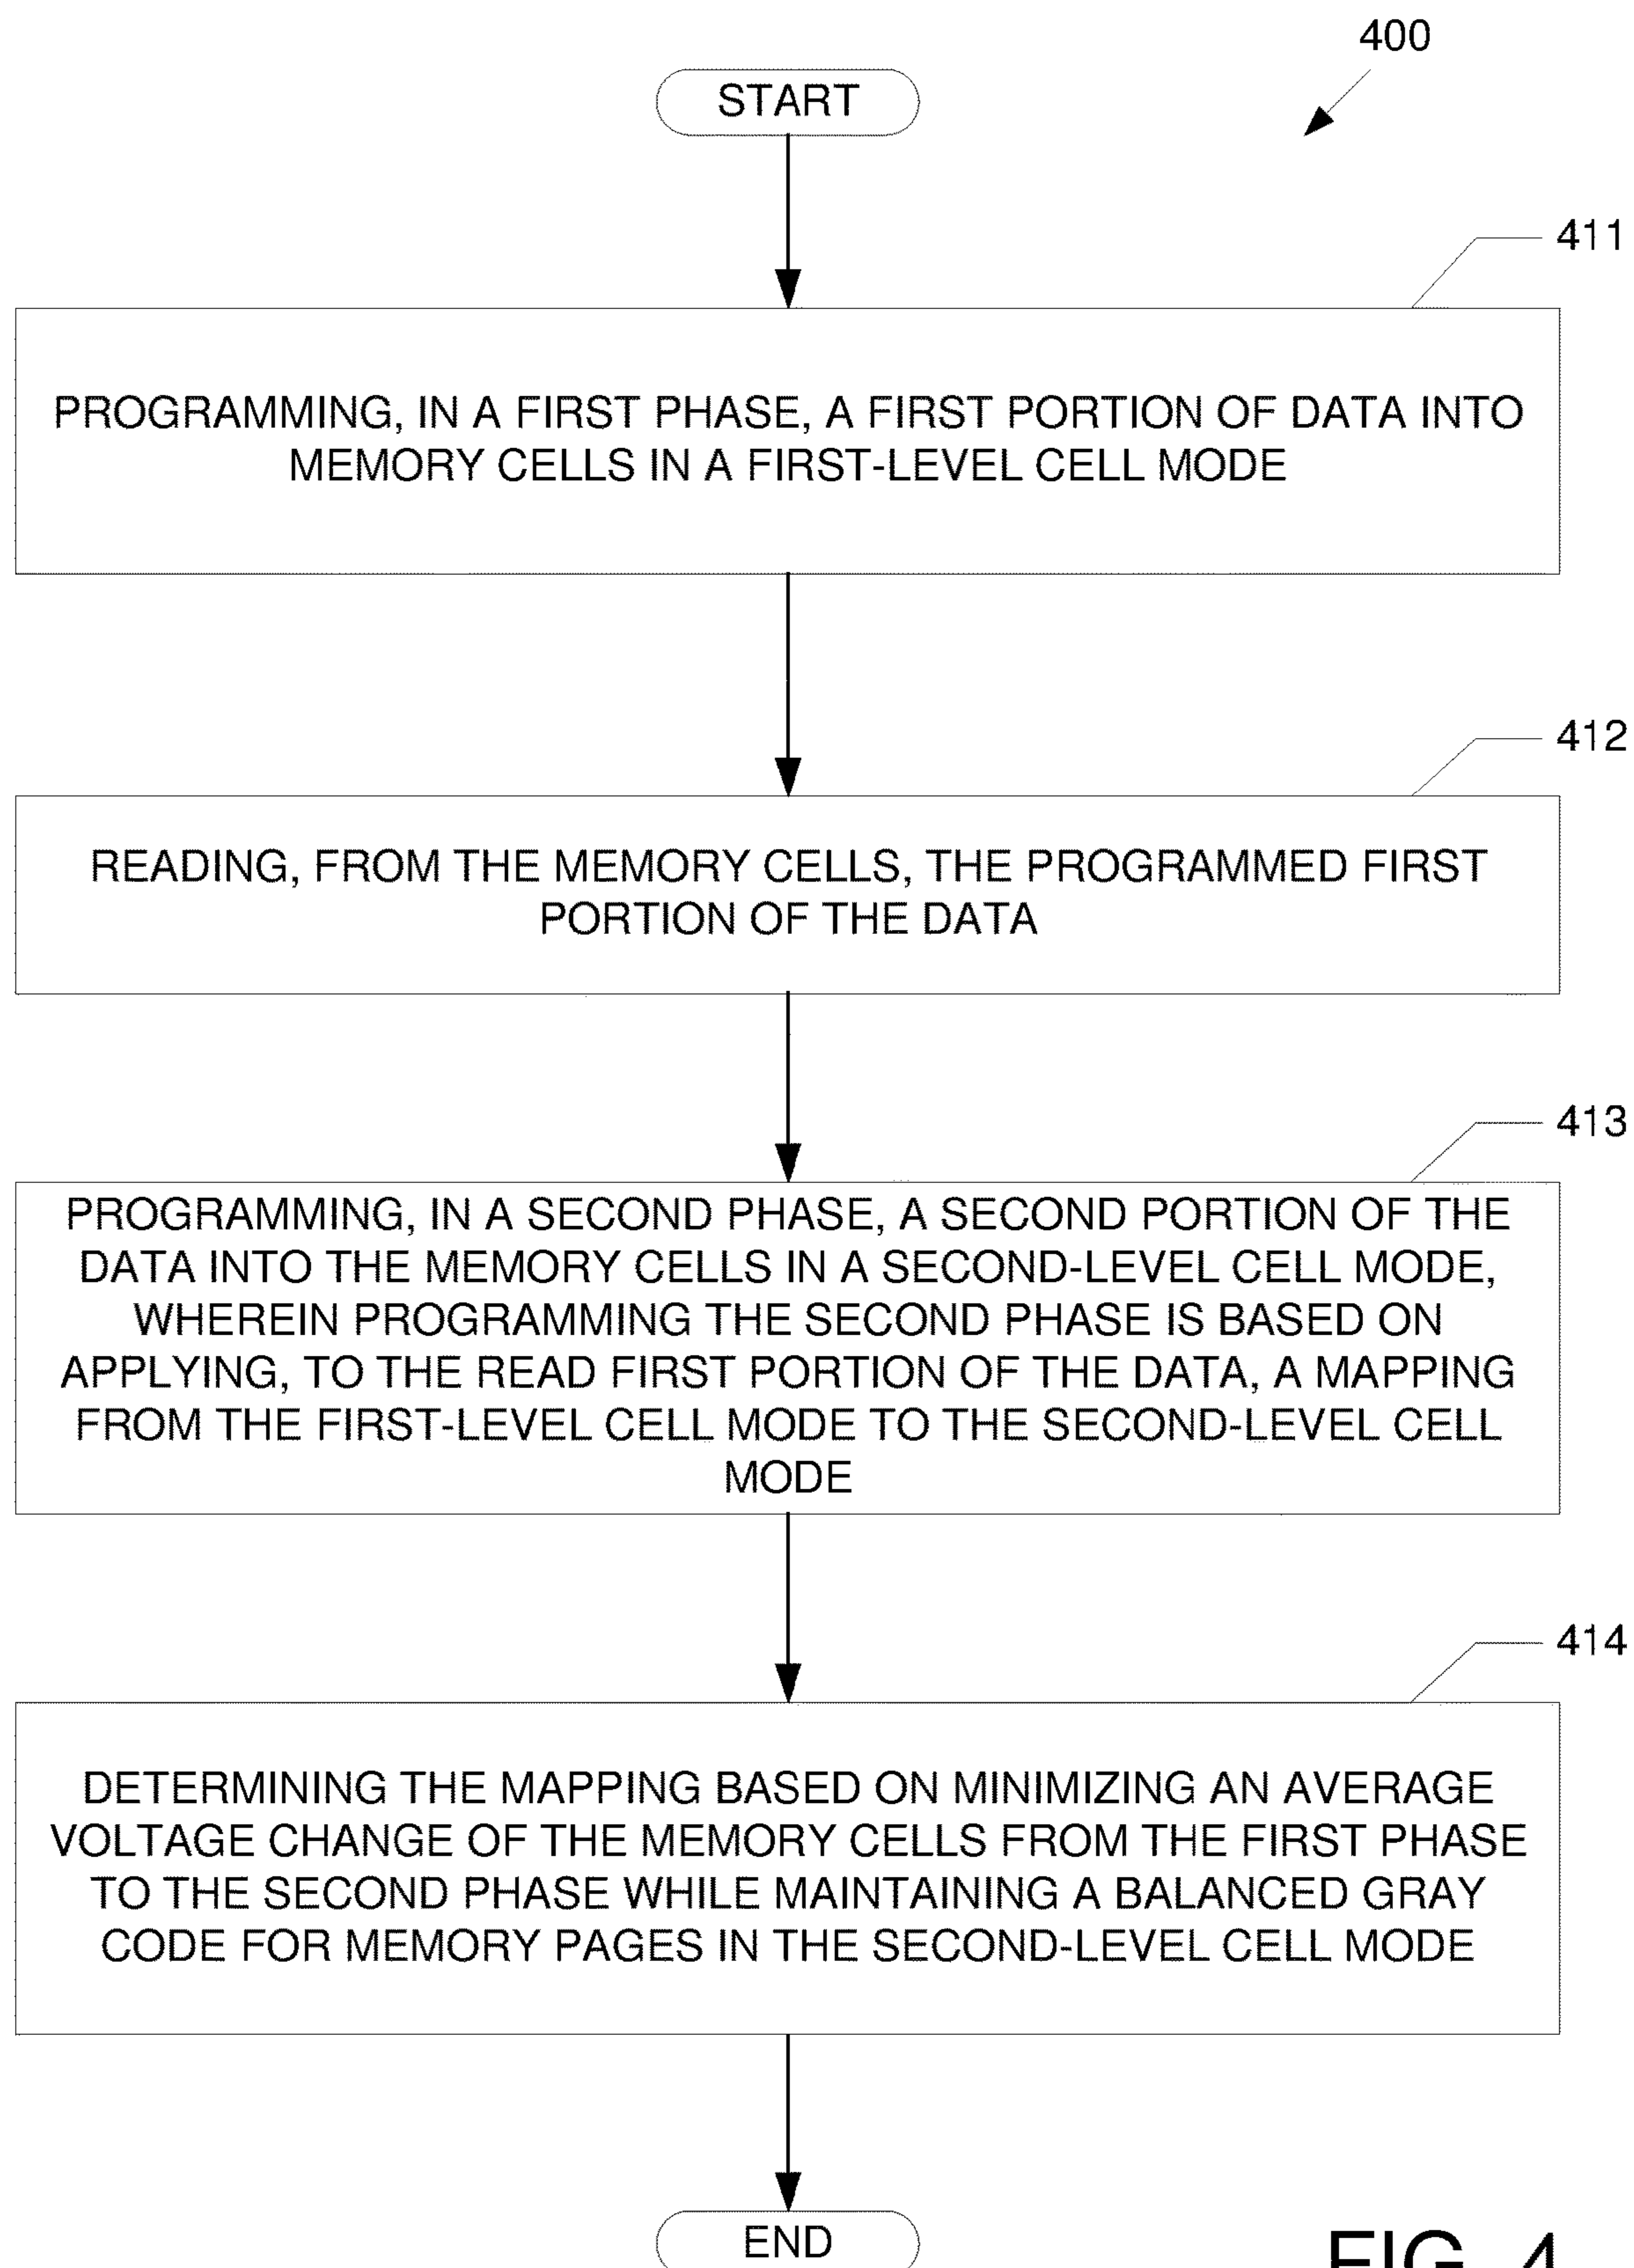 400
START
411
PROGRAMMING, IN A FIRST PHASE, A FIRST PORTION OF DATA INTO
MEMORY CELLS IN A FIRST-LEVEL CELL MODE
412
READING, FROM THE MEMORY CELLS, THE PROGRAMMED FIRST
PORTION OF THE DATA
413
PROGRAMMING, IN A SECOND PHASE, A SECOND PORTION OF THE
DATA INTO THE MEMORY CELLS IN A SECOND-LEVEL CELL MODE,
WHEREIN PROGRAMMING THE SECOND PHASE IS BASED ON
APPLYING, TO THE READ FIRST PORTION OF THE DATA, A MAPPING
FROM THE FIRST-LEVEL CELL MODE TO THE SECOND-LEVEL CELL
MODE
414
DETERMINING THE MAPPING BASED ON MINIMIZING AN AVERAGE
VOLTAGE CHANGE OF THE MEMORY CELLS FROM THE FIRST PHASE
TO THE SECOND PHASE WHILE MAINTAINING A BALANCED GRAY
CODE FOR MEMORY PAGES IN THE SECOND-LEVEL CELL MODE
END
FIG. 4